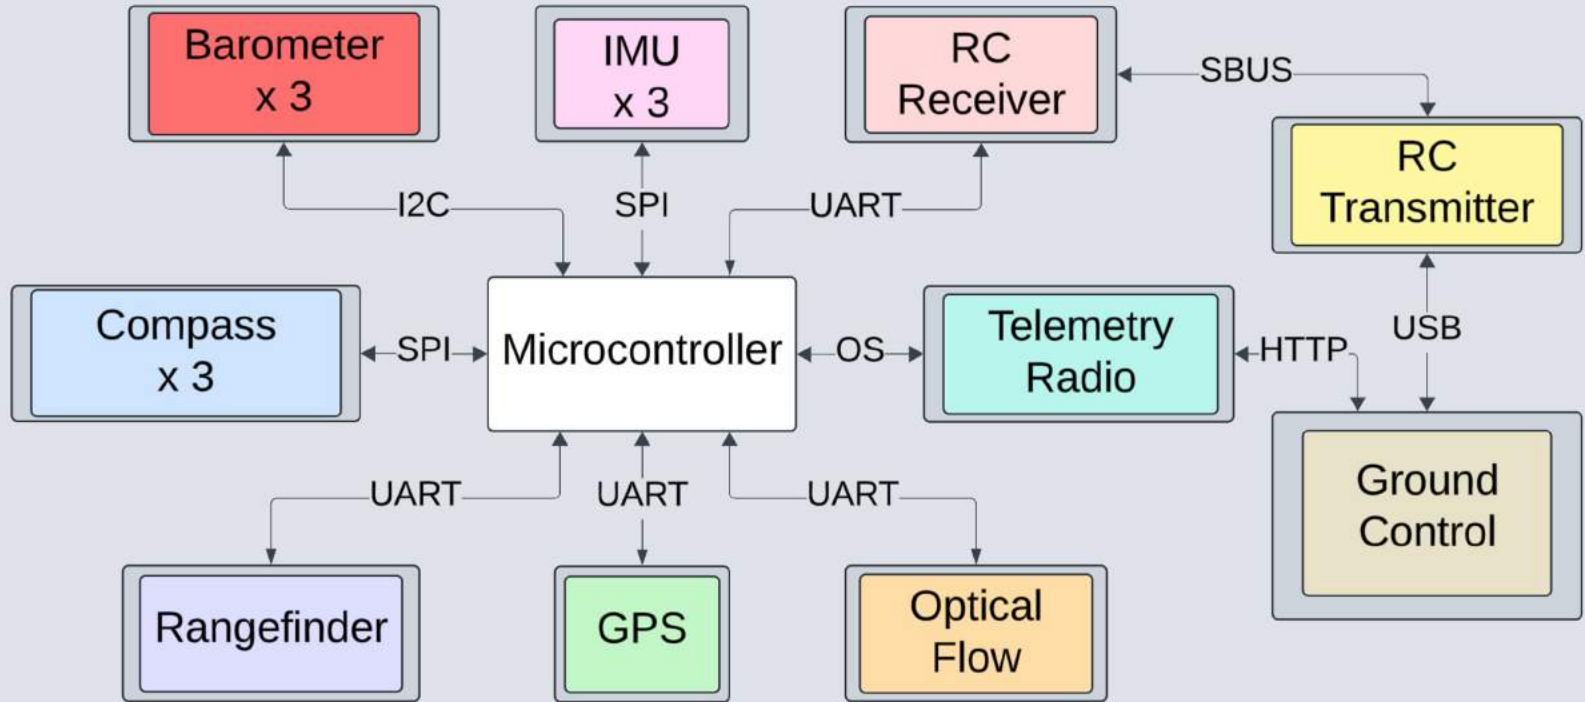 Barometer
x 3
IMU
x 3
RC
Receiver
SBUS
RC
Transmitter
I2C
SPI
UART
Compass
x 3
SPI
Microcontroller
OS
Telemetry
Radio
HTTP
USB
Ground
Control
UART
UART
UART
Rangefinder
GPS
Optical
Flow